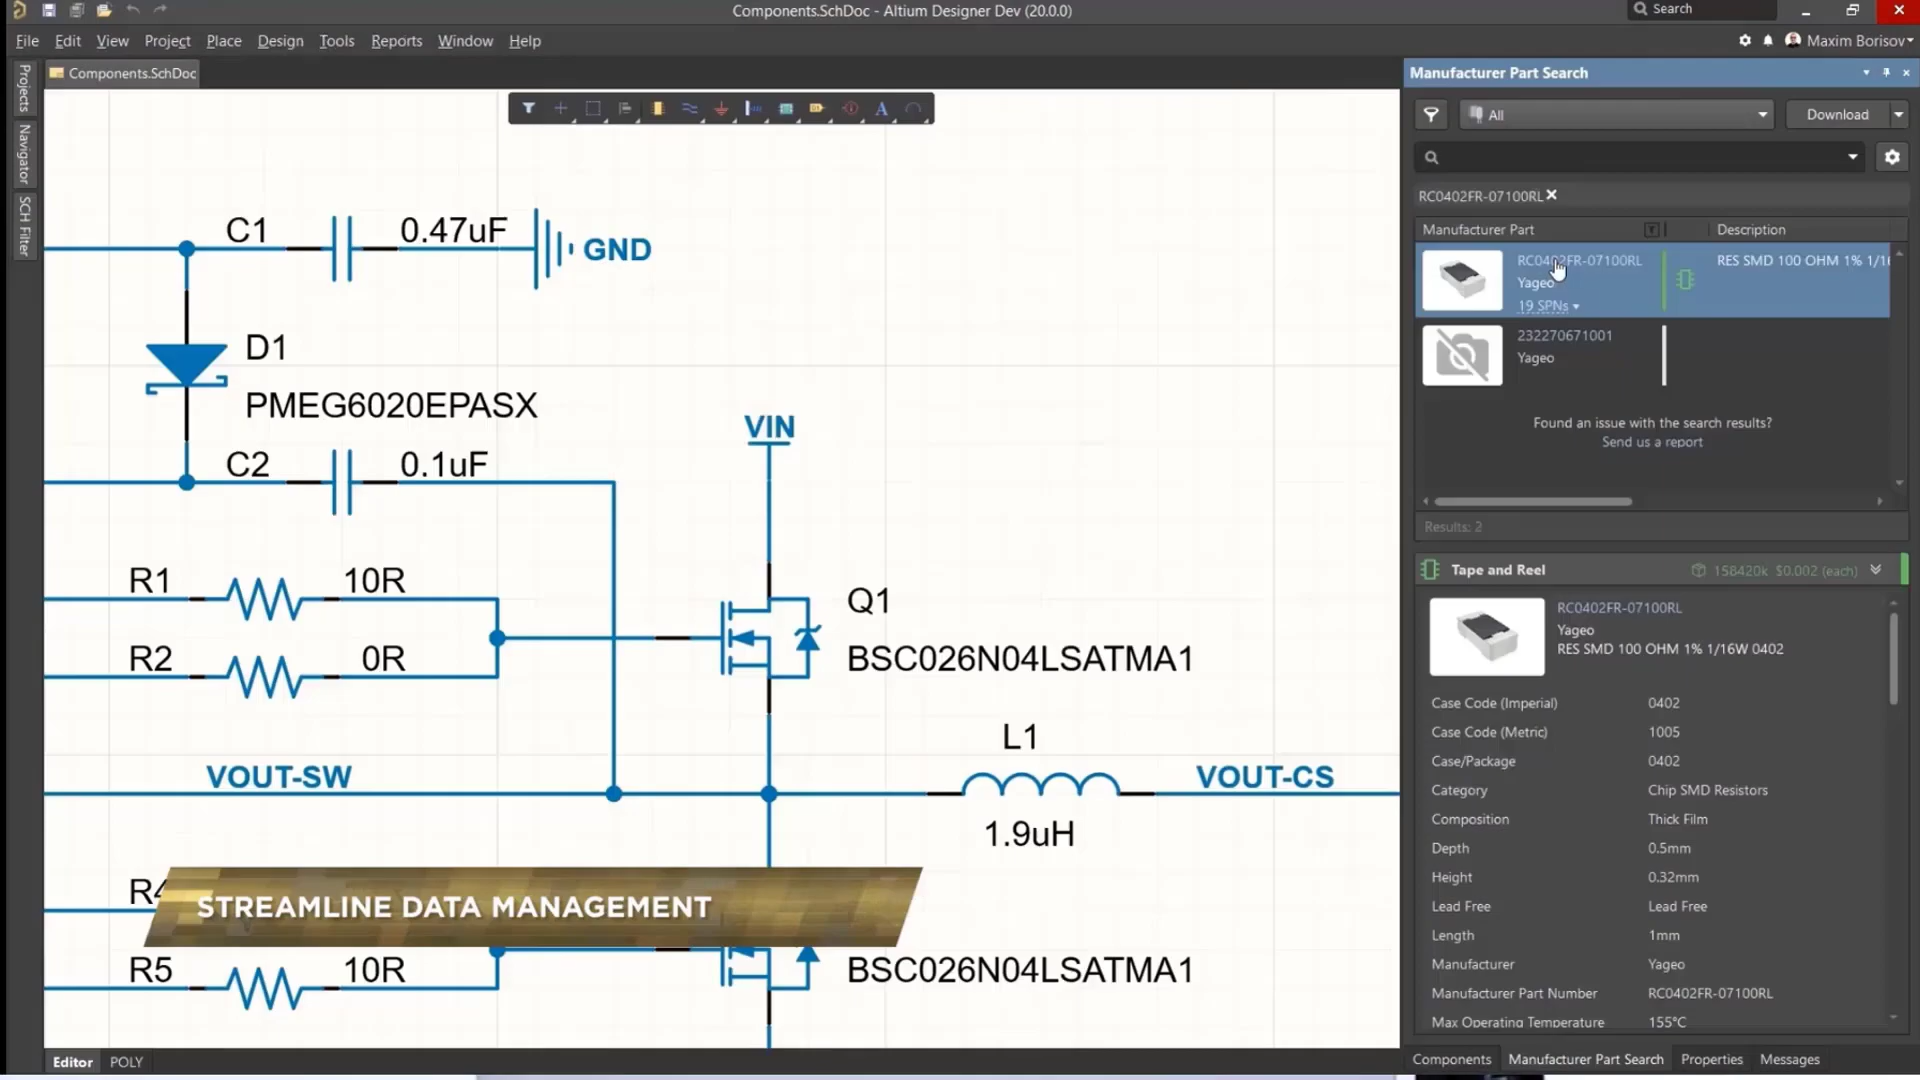 Components.SchDoc - Altium Designer Dev (20.0.0)
Search
File Edit View Project Place Design Tools Reports Window Help
Maxim Borisov
Projects
Navigator
SCH Filter
Components.SchDoc
A
C1
0.47uF
GND
D1
PMEG6020EPASX
C2
0.1uF
VIN
R1
10R
Q1
R2
0R
BSC026N04LSATMA1
L1
VOUT-SW
VOUT-CS
1.9uH
R4
STREAMLINE DATA MANAGEMENT
R5
10R
BSC026N04LSATMA1
Editor POLY
Manufacturer Part Search
All
Download
RC0402FR-07100RL
Manufacturer Part
Description
RC0402FR-07100RL
RES SMD 100 OHM 1% 1/16
Yageo
19 SPNs
232270671001
Yageo
Found an issue with the search results?
Send us a report
Results: 2
Tape and Reel
158420k $0.002 (each)
RC0402FR-07100RL
Yageo
RES SMD 100 OHM 1% 1/16W 0402
Case Code (Imperial) 0402
Case Code (Metric) 1005
Case/Package 0402
Category Chip SMD Resistors
Composition Thick Film
Depth 0.5mm
Height 0.32mm
Lead Free Lead Free
Length 1mm
Manufacturer Yageo
Manufacturer Part Number RC0402FR-07100RL
Max Operating Temperature 155°C
Components Manufacturer Part Search Properties Messages